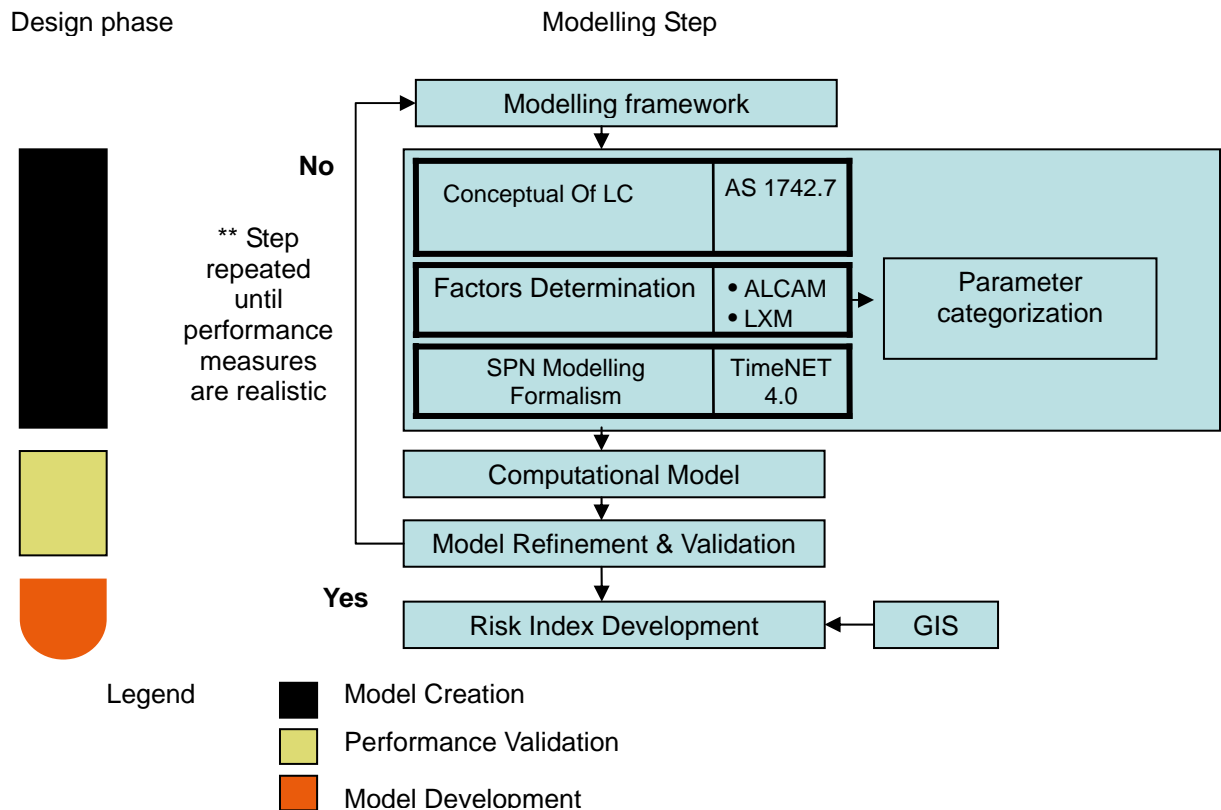 Design phase
Modelling Step
Modelling framework
No
Conceptual Of LC
AS 1742.7
** Step
repeated
until
performance
measures
are realistic
Factors Determination
• ALCAM
• LXM
Parameter
categorization
SPN Modelling
Formalism
TimeNET
4.0
Computational Model
Model Refinement & Validation
Yes
Risk Index Development
GIS
Legend
Model Creation
Performance Validation
Model Development